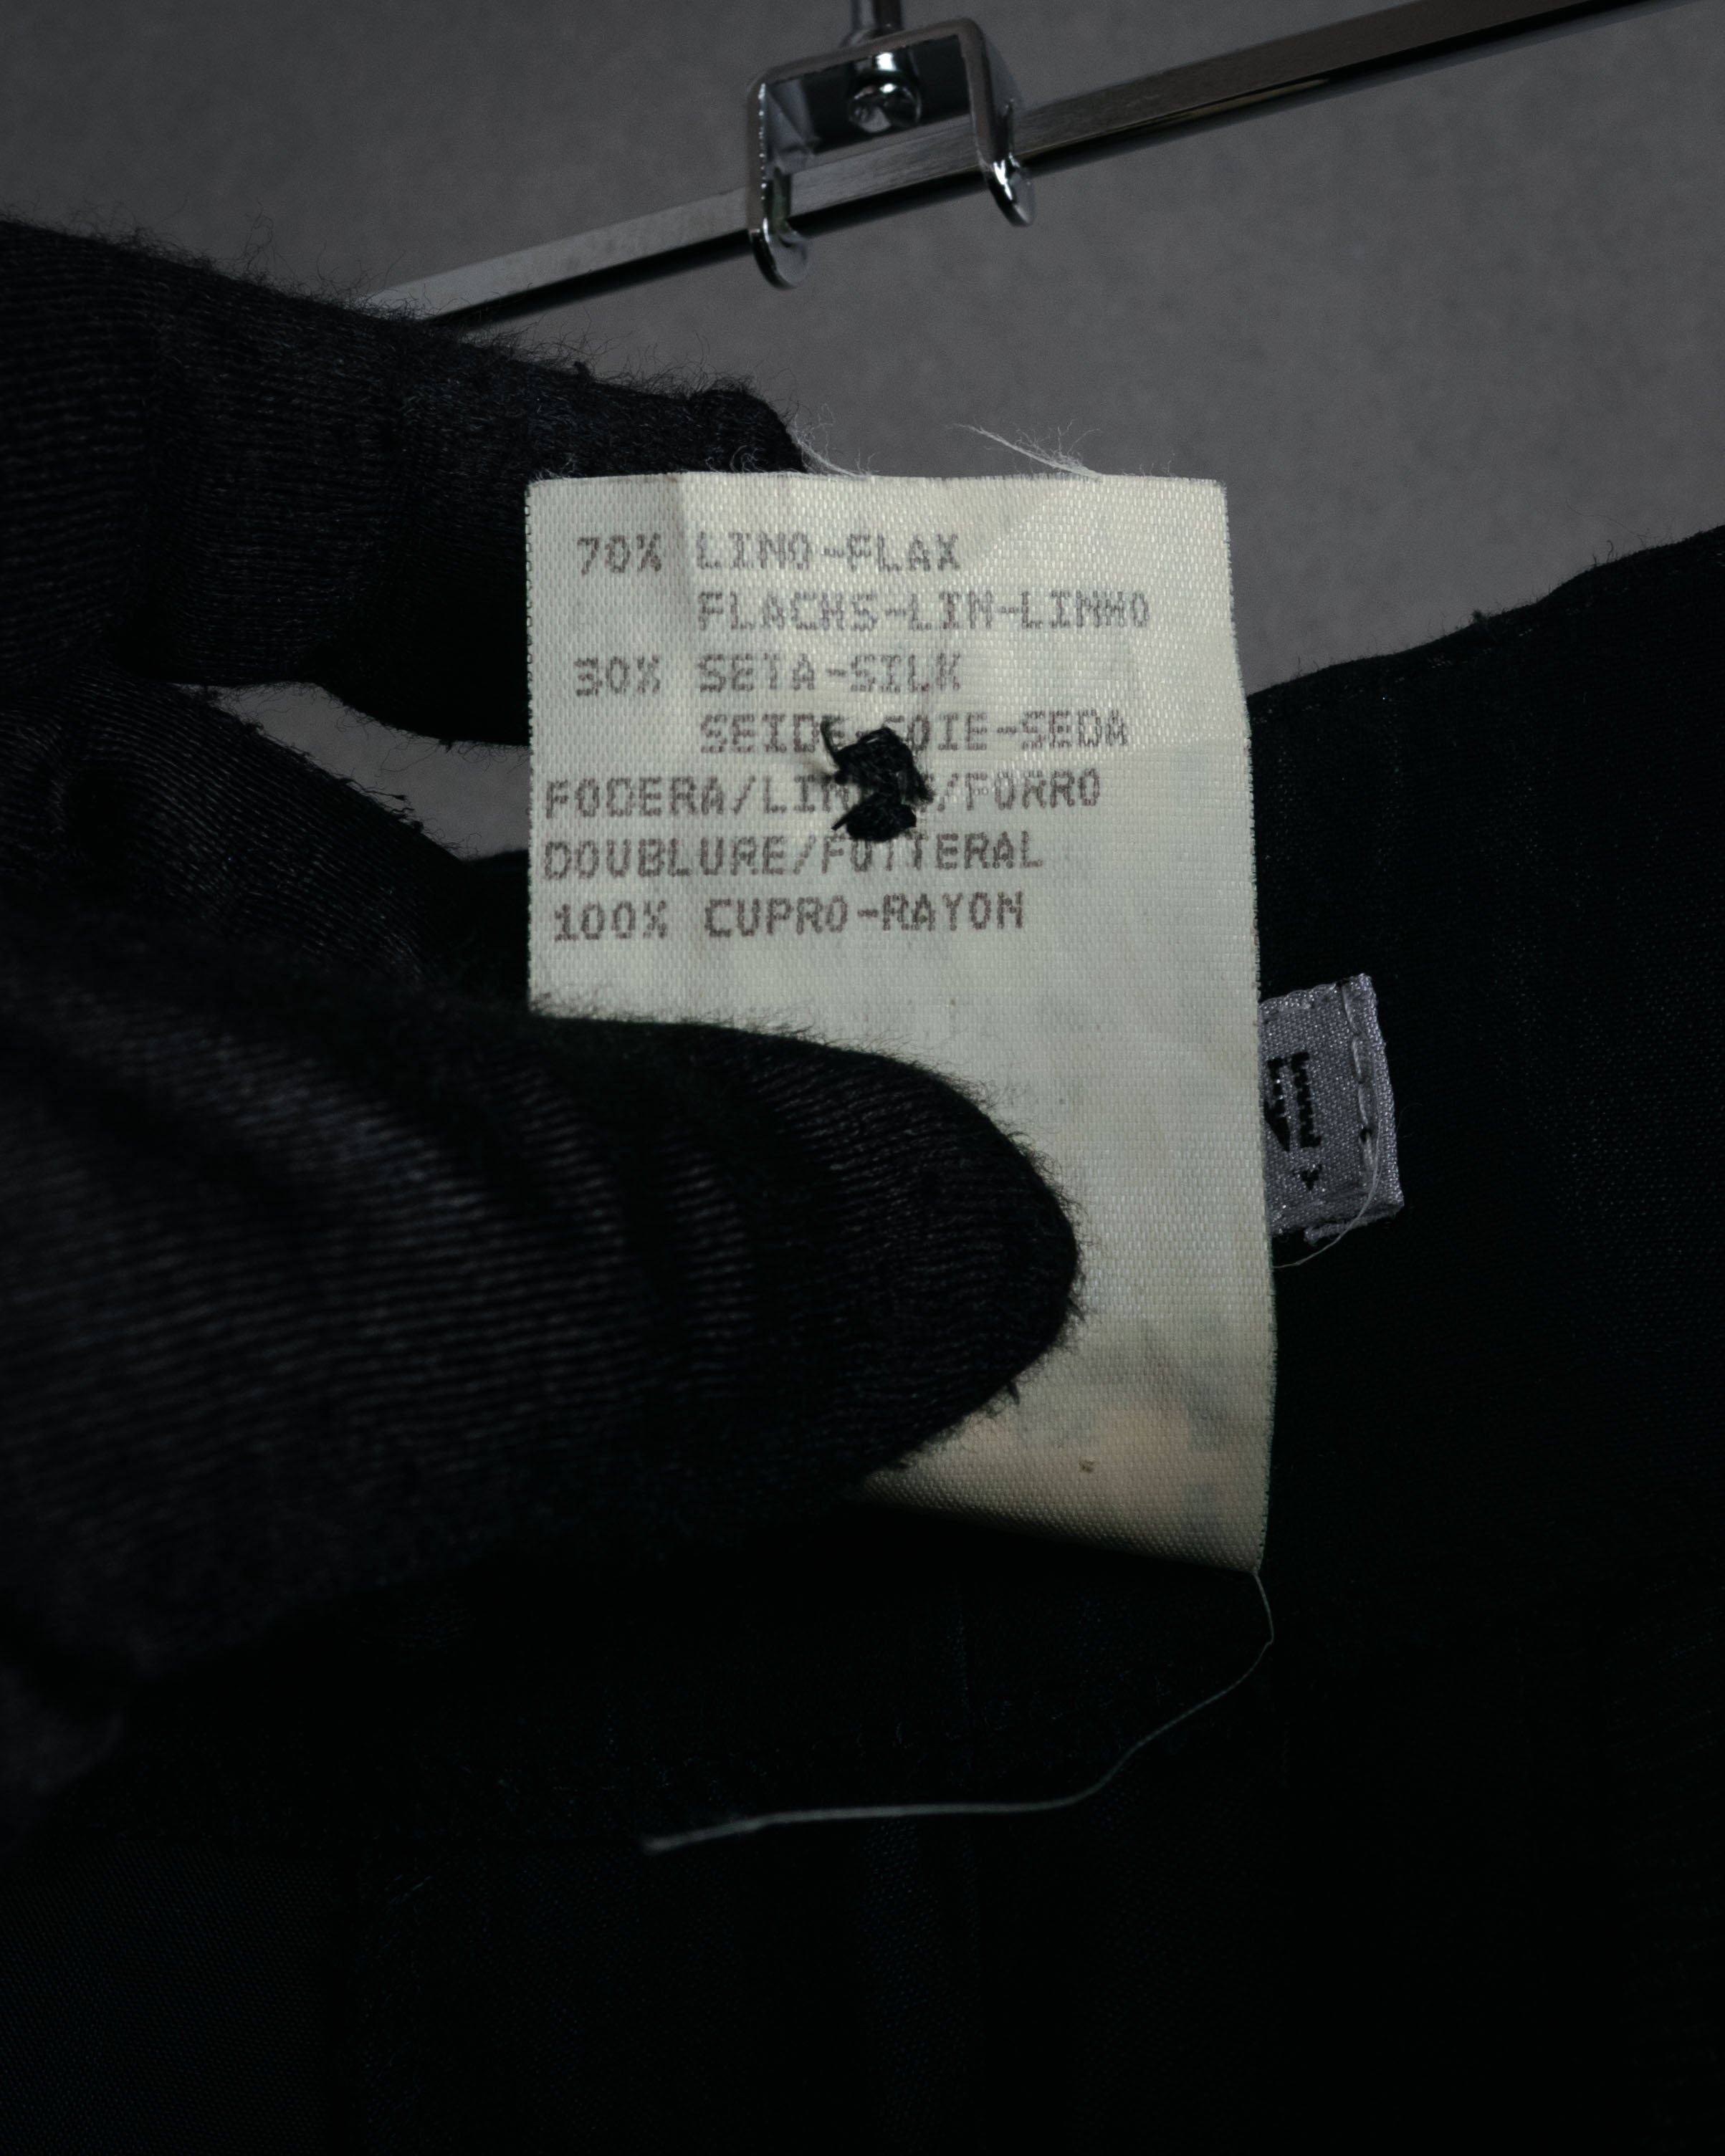 70% LINO-FLAX
FLACHS-LIN-LINHO
30% SETA-SILK
SEIDE-SOIE-SEDA
FODERA/LINING/FORRO
DOUBLURE/FUTTERAL
100% CUPRO-RAYON